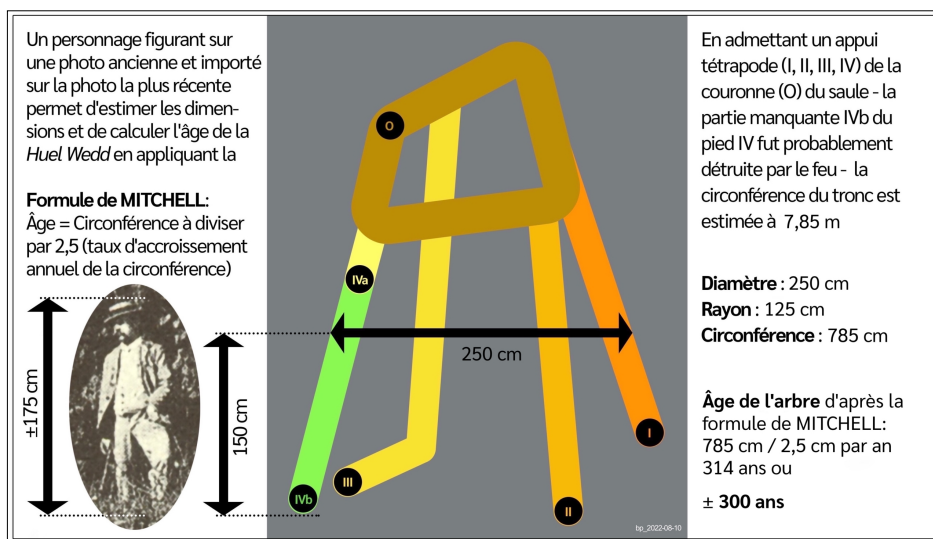 Un personnage figurant sur
une photo ancienne et importé
sur la photo la plus récente
permet d'estimer les dimen-
sions et de calculer l'âge de la
Huel Wedd en appliquant la
Formule de MITCHELL:
Âge = Circonférence à diviser
par 2,5 (taux d'accroissement
annuel de la circonférence)
±175 cm
150 cm
O
IVa
250 cm
I
III
IVb
II
bp_2022-08-10
En admettant un appui
tétrapode (I, II, III, IV) de la
couronne (O) du saule - la
partie manquante IVb du
pied IV fut probablement
détruite par le feu - la
circonférence du tronc est
estimée à 7,85 m
Diamètre : 250 cm
Rayon : 125 cm
Circonférence : 785 cm
Âge de l'arbre d'après la
formule de MITCHELL:
785 cm / 2,5 cm par an
314 ans ou
± 300 ans